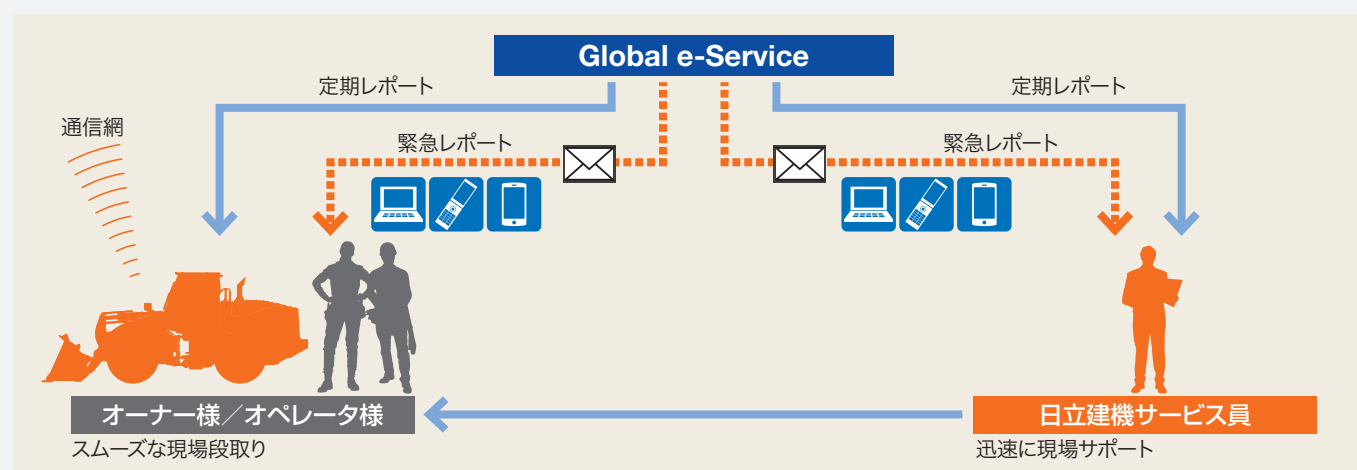 Global e-Service
定期レポート
定期レポート
通信網
緊急レポート
緊急レポート
オーナー様／オペレータ様
日立建機サービス員
スムーズな現場段取り
迅速に現場サポート